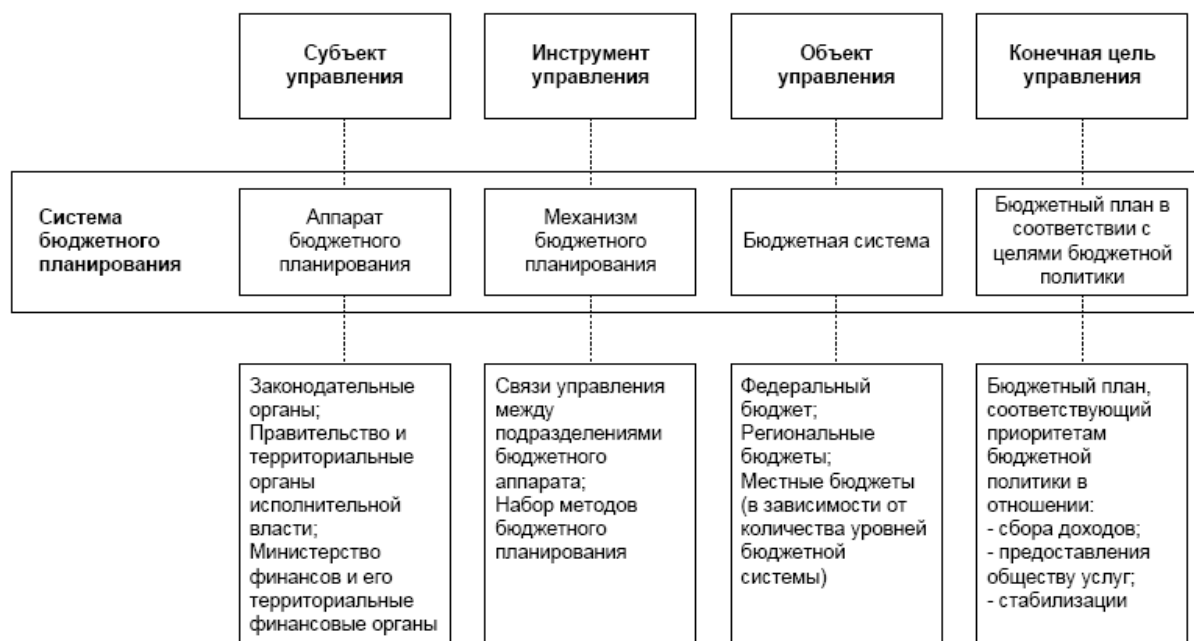 Субъект
управления
Инструмент
управления
Объект
управления
Конечная цель
управления
Система
бюджетного
планирования
Аппарат
бюджетного
планирования
Механизм
бюджетного
планирования
Бюджетная система
Бюджетный план в
соответствии с
целями бюджетной
политики
Законодательные
органы;
Правительство и
территориальные
органы
исполнительной
власти;
Министерство
финансов и его
территориальные
финансовые органы
Связи управления
между
подразделениями
бюджетного
аппарата;
Набор методов
бюджетного
планирования
Федеральный
бюджет;
Региональные
бюджеты;
Местные бюджеты
(в зависимости от
количества уровней
бюджетной
системы)
Бюджетный план,
соответствующий
приоритетам
бюджетной
политики в
отношении:
- сбора доходов;
- предоставления
обществу услуг;
- стабилизации